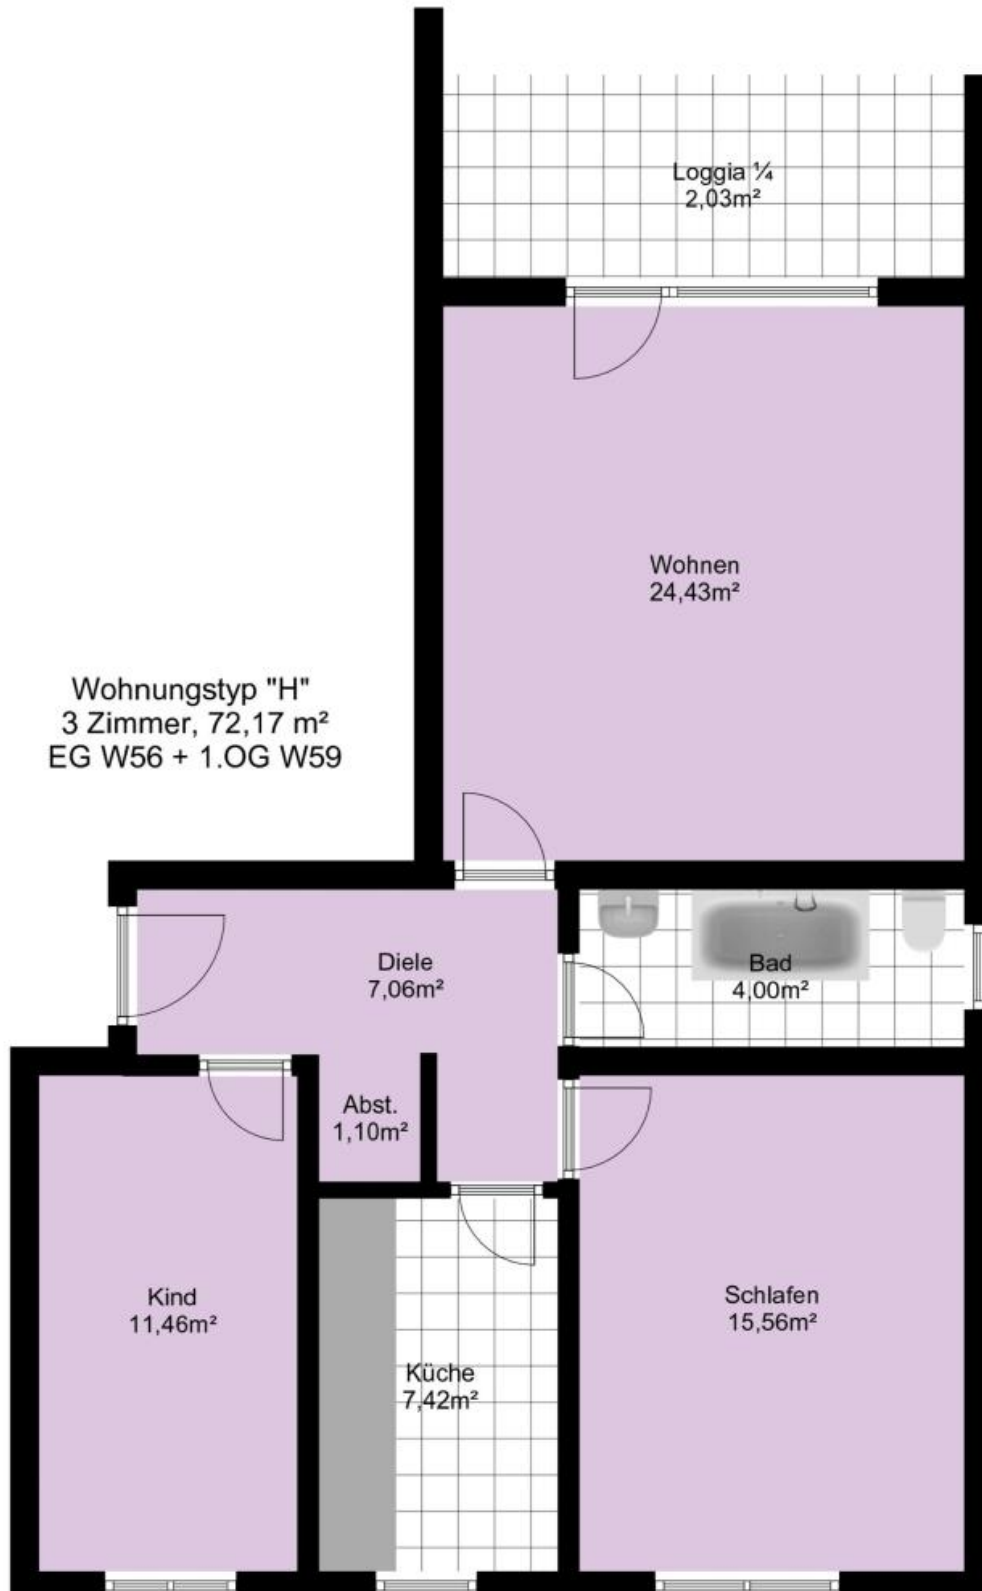 Loggia ¼
2,03m²
Wohnen
24,43m²
Wohnungstyp "H"
3 Zimmer, 72,17 m²
EG W56 + 1.OG W59
Diele
7,06m²
Bad
4,00m²
Abst.
1,10m²
Kind
11,46m²
Schlafen
15,56m²
Küche
7,42m²